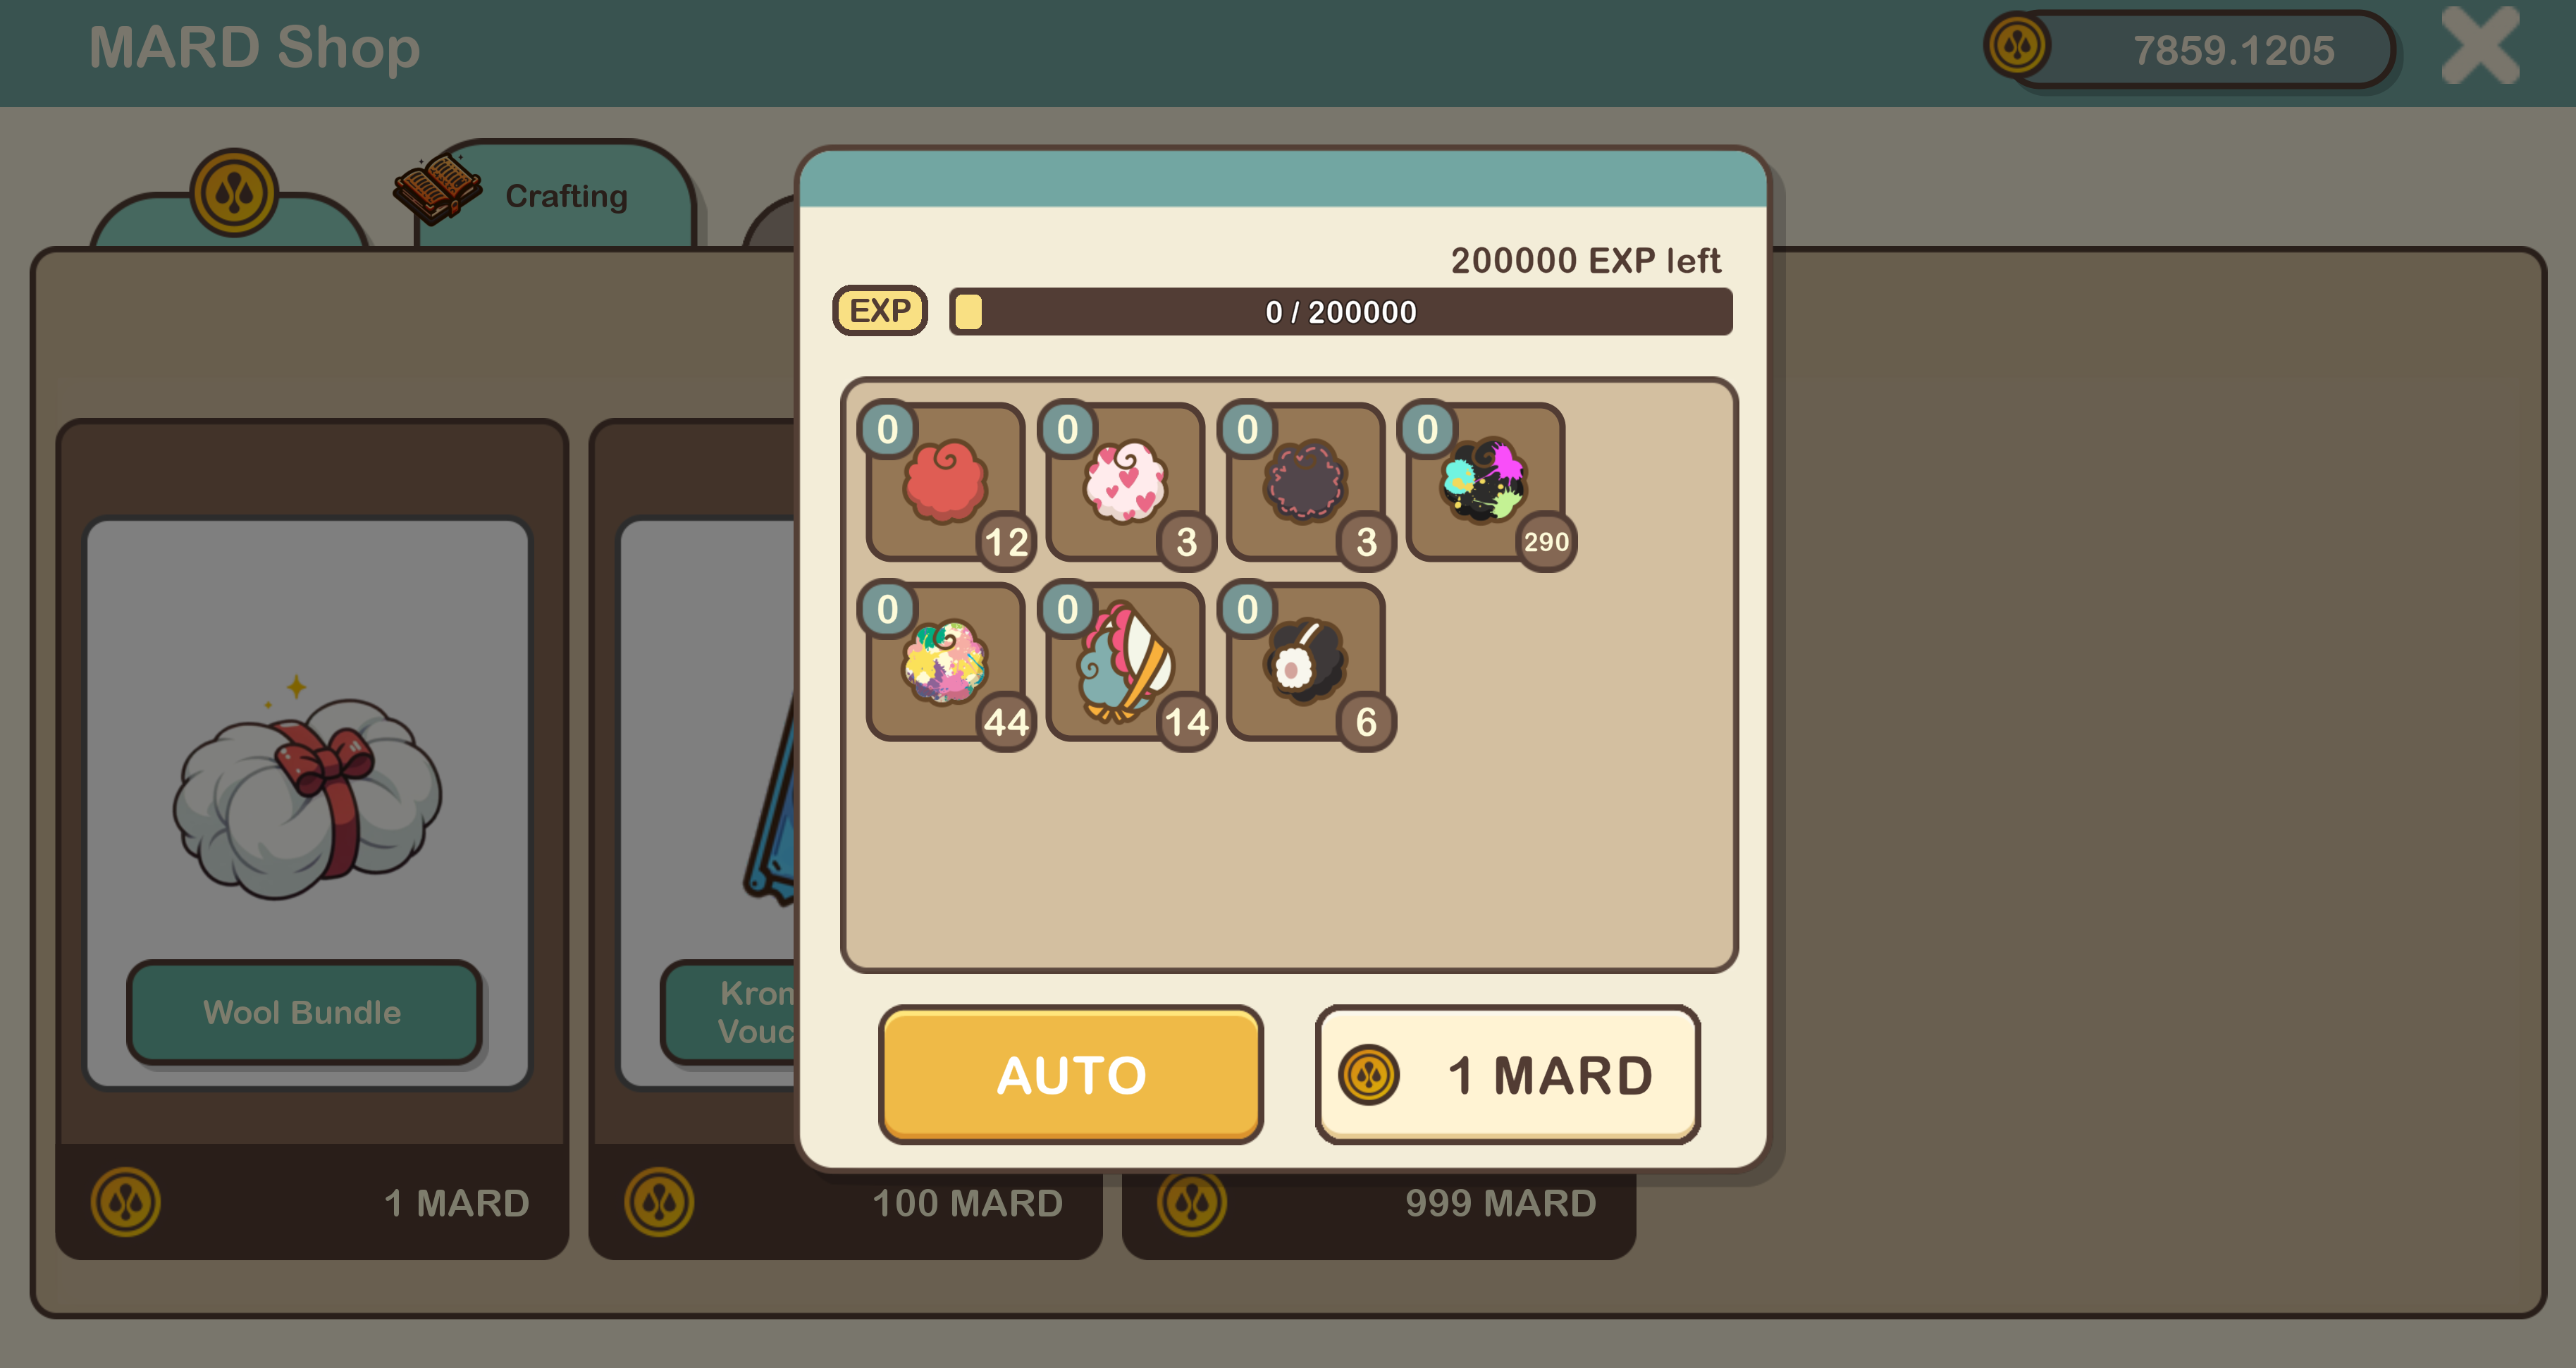 MARD Shop
7859.1205
Crafting
200000 EXP left
EXP
0 / 200000
0
0
0
0
12
3
3
290
0
0
0
44
14
6
Wool Bundle
AUTO
1 MARD
1 MARD
100 MARD
999 MARD